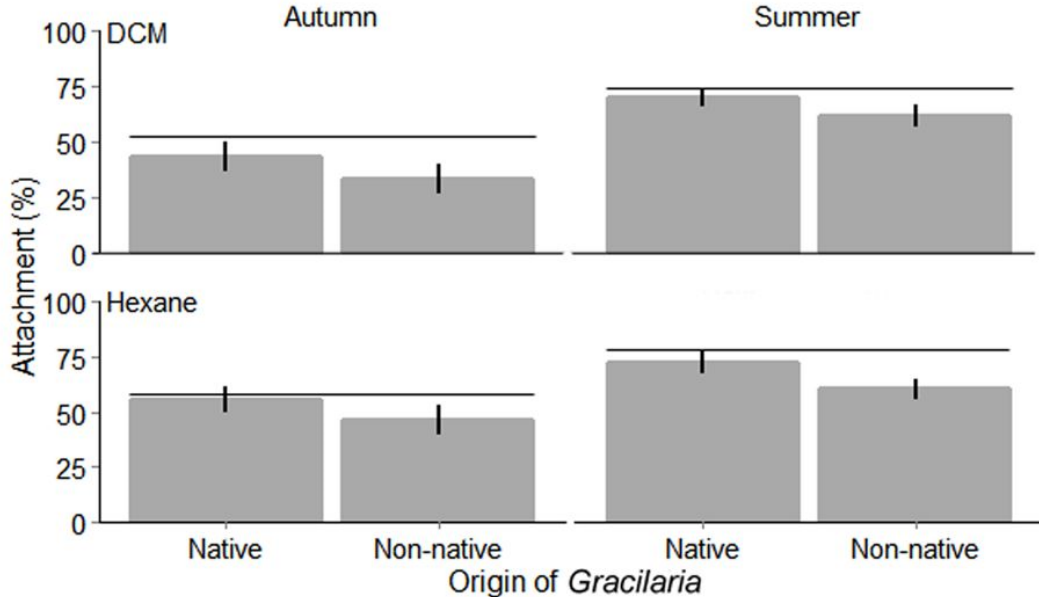 Autumn
Summer
DCM
100
75
50
25
0
Hexane
100
75
50
25
0
Attachment (%)
Native
Non-native
Native
Non-native
Origin of Gracilaria